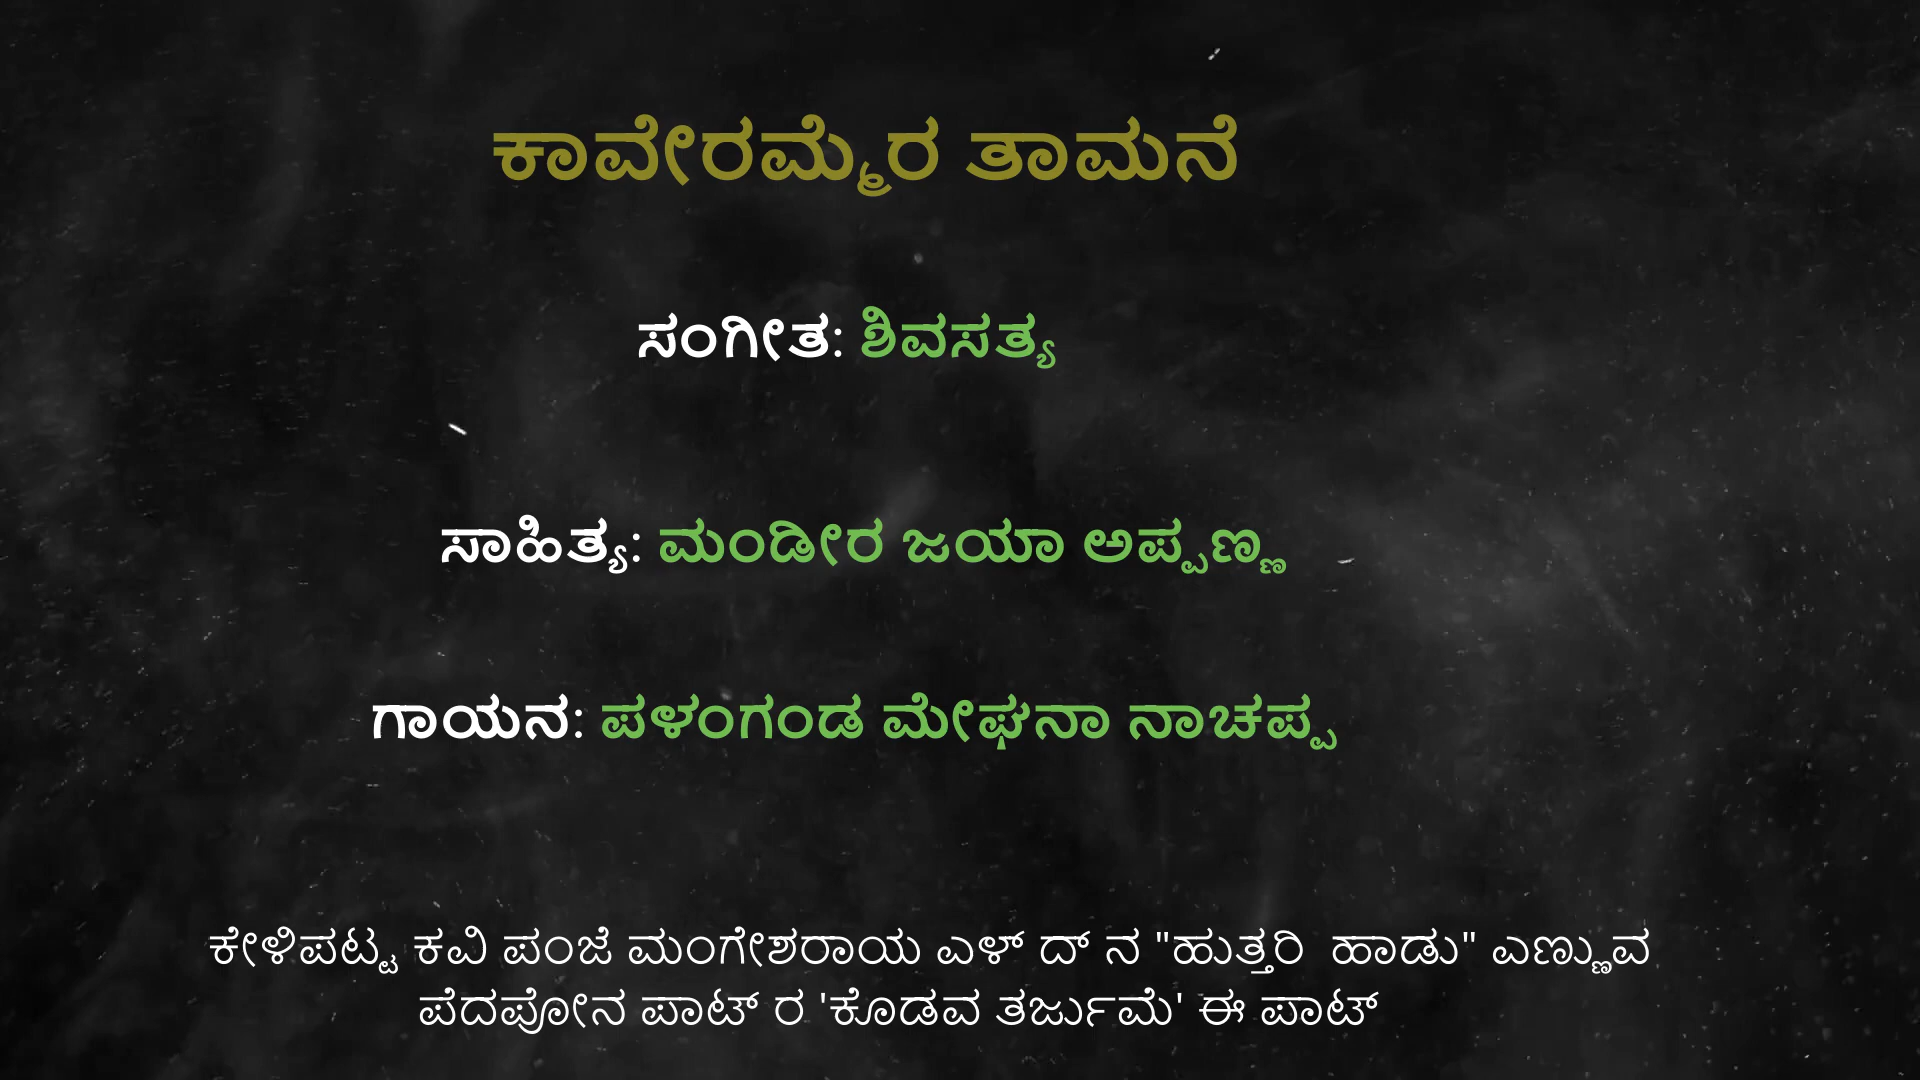 ಕಾವೇರಮ್ಮೆರ ತಾಮನೆ
ಸಂಗೀತ: ಶಿವಸತ್ಯ
ಸಾಹಿತ್ಯ: ಮಂಡೀರ ಜಯಾ ಅಪ್ಪಣ್ಣ
ಗಾಯನ: ಪಳಂಗಂಡ ಮೇಘನಾ ನಾಚಪ್ಪ
ಕೇಳಿಪಟ್ಟ ಕವಿ ಪಂಜೆ ಮಂಗೇಶರಾಯ ಎಳ್ ದ್ ನ "ಹುತ್ತರಿ ಹಾಡು" ಎಣ್ಣುವ
ಪೆದಪೋನ ಪಾಟ್ ರ 'ಕೊಡವ ತರ್ಜುಮೆ' ಈ ಪಾಟ್